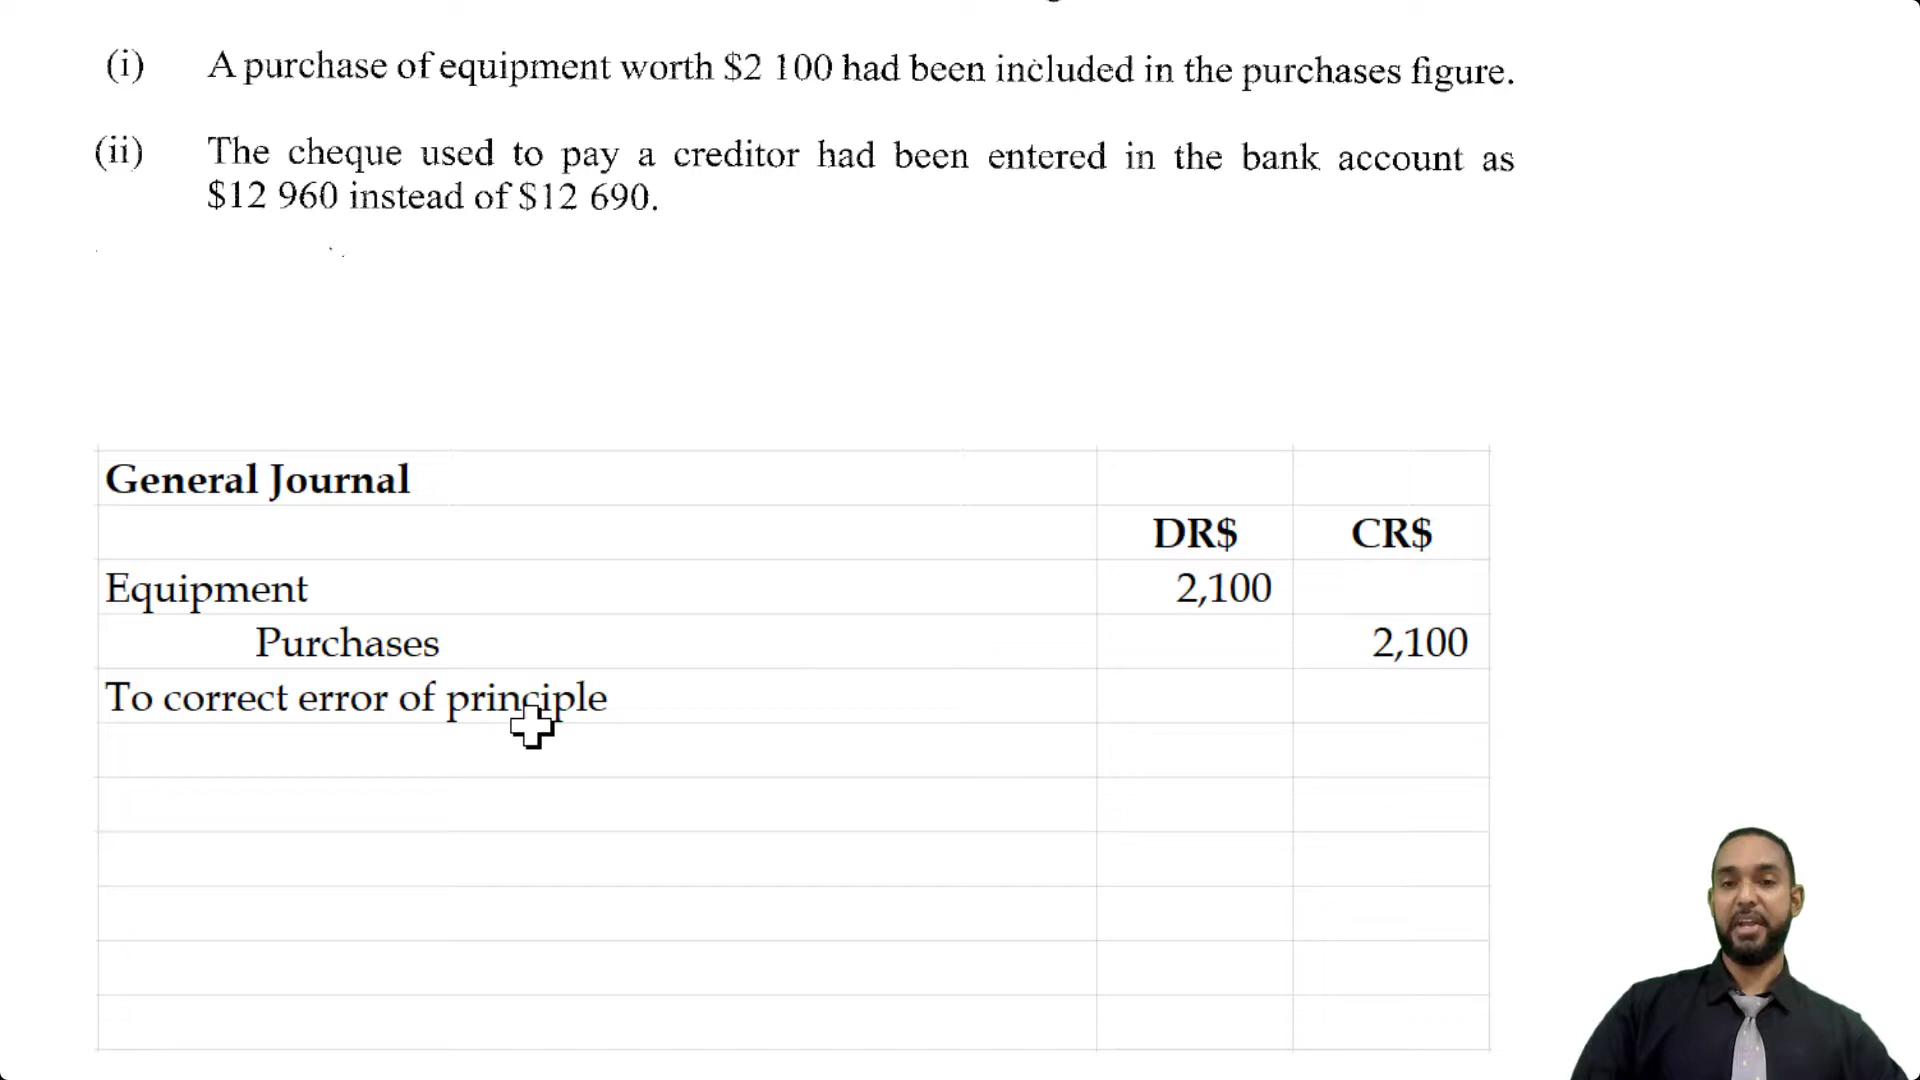 (i) A purchase of equipment worth $2 100 had been included in the purchases figure.
(ii) The cheque used to pay a creditor had been entered in the bank account as
$12 960 instead of $12 690.
General Journal
DR$ CR$
Equipment 2,100
Purchases 2,100
To correct error of principle